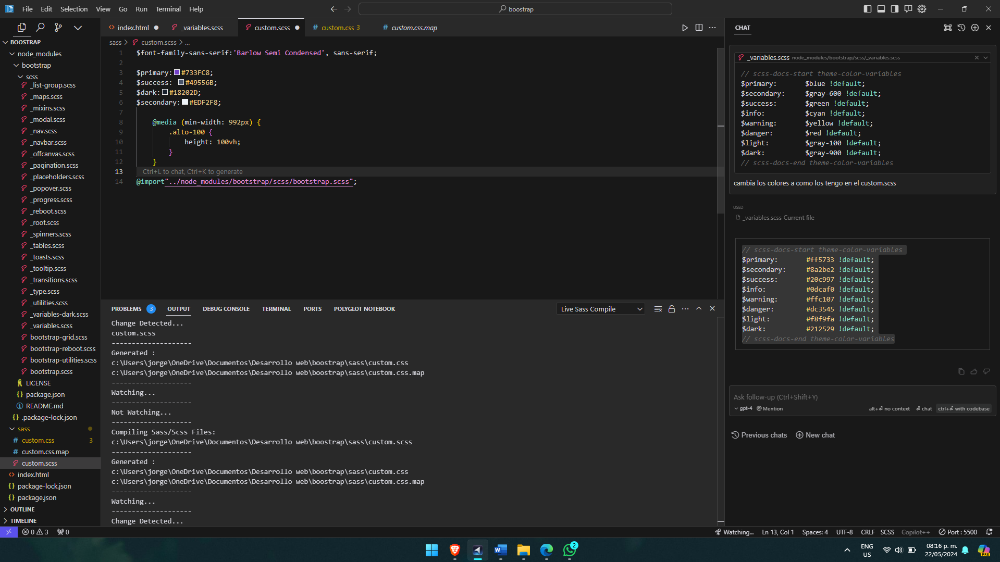 File Edit Selection View Go Run Terminal Help
boostrap
index.html
_variables.scss
custom.scss
custom.css 3
custom.css.map
sass > custom.scss > ...
BOOSTRAP
node_modules
bootstrap
scss
_list-group.scss
_maps.scss
_mixins.scss
_modal.scss
_nav.scss
_navbar.scss
_offcanvas.scss
_pagination.scss
_placeholders.scss
_popover.scss
_progress.scss
_reboot.scss
_root.scss
_spinners.scss
_tables.scss
_toasts.scss
_tooltip.scss
_transitions.scss
_type.scss
_utilities.scss
_variables-dark.scss
_variables.scss
bootstrap-grid.scss
bootstrap-reboot.scss
bootstrap-utilities.scss
bootstrap.scss
LICENSE
package.json
README.md
.package-lock.json
sass
custom.css 3
custom.css.map
custom.scss
index.html
package-lock.json
package.json
OUTLINE
TIMELINE
1 $font-family-sans-serif:'Barlow Semi Condensed', sans-serif;
2
3 $primary:#733FC8;
4 $success: #49556B;
5 $dark:#18202D;
6 $secondary:#EDF2F8;
7
8 @media (min-width: 992px) {
9 .alto-100 {
10 height: 100vh;
11 }
12 }
13 Ctrl+L to chat, Ctrl+K to generate
14 @import"../node_modules/bootstrap/scss/bootstrap.scss";
PROBLEMS 3 OUTPUT DEBUG CONSOLE TERMINAL PORTS POLYGLOT NOTEBOOK
Live Sass Compile
Change Detected...
custom.scss
--------------------
Generated :
c:\Users\jorge\OneDrive\Documentos\Desarrollo web\boostrap\sass\custom.css
c:\Users\jorge\OneDrive\Documentos\Desarrollo web\boostrap\sass\custom.css.map
--------------------
Watching...
--------------------
Not Watching...
--------------------
Compiling Sass/Scss Files:
c:\Users\jorge\OneDrive\Documentos\Desarrollo web\boostrap\sass\custom.scss
--------------------
Generated :
c:\Users\jorge\OneDrive\Documentos\Desarrollo web\boostrap\sass\custom.css
c:\Users\jorge\OneDrive\Documentos\Desarrollo web\boostrap\sass\custom.css.map
--------------------
Watching...
--------------------
Change Detected...
CHAT
_variables.scss node_modules/bootstrap/scss/_variables.scss
// scss-docs-start theme-color-variables
$primary: $blue !default;
$secondary: $gray-600 !default;
$success: $green !default;
$info: $cyan !default;
$warning: $yellow !default;
$danger: $red !default;
$light: $gray-100 !default;
$dark: $gray-900 !default;
// scss-docs-end theme-color-variables
cambia los colores a como los tengo en el custom.scss
USED
_variables.scss Current file
// scss-docs-start theme-color-variables
$primary: #ff5733 !default;
$secondary: #8a2be2 !default;
$success: #20c997 !default;
$info: #0dcaf0 !default;
$warning: #ffc107 !default;
$danger: #dc3545 !default;
$light: #f8f9fa !default;
$dark: #212529 !default;
// scss-docs-end theme-color-variables
Ask follow-up (Ctrl+Shift+Y)
gpt-4 @ Mention alt+⏎ no context ⏎ chat ctrl+⏎ with codebase
Previous chats New chat
0 3 0
Watching... Ln 13, Col 1 Spaces: 4 UTF-8 CRLF SCSS Copilot++ Port : 5500
2
ENG
US
08:16 p. m.
22/05/2024
PRE